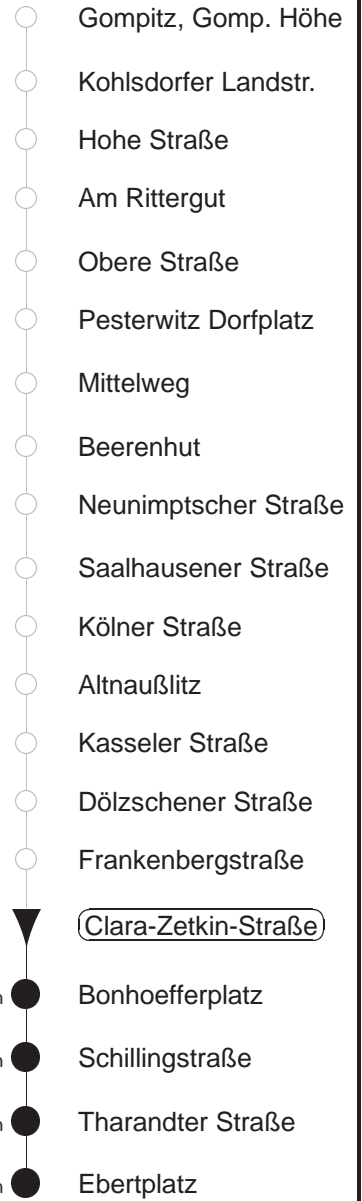 Gompitz, Gomp. Höhe
Kohlsdorfer Landstr.
Hohe Straße
Am Rittergut
Obere Straße
Pesterwitz Dorfplatz
Mittelweg
Beerenhut
Neunimptscher Straße
Saalhausener Straße
Kölner Straße
Altnaußlitz
Kasseler Straße
Dölzschener Straße
Frankenbergstraße
Clara-Zetkin-Straße
Bonhoefferplatz
Schillingstraße
Tharandter Straße
Ebertplatz